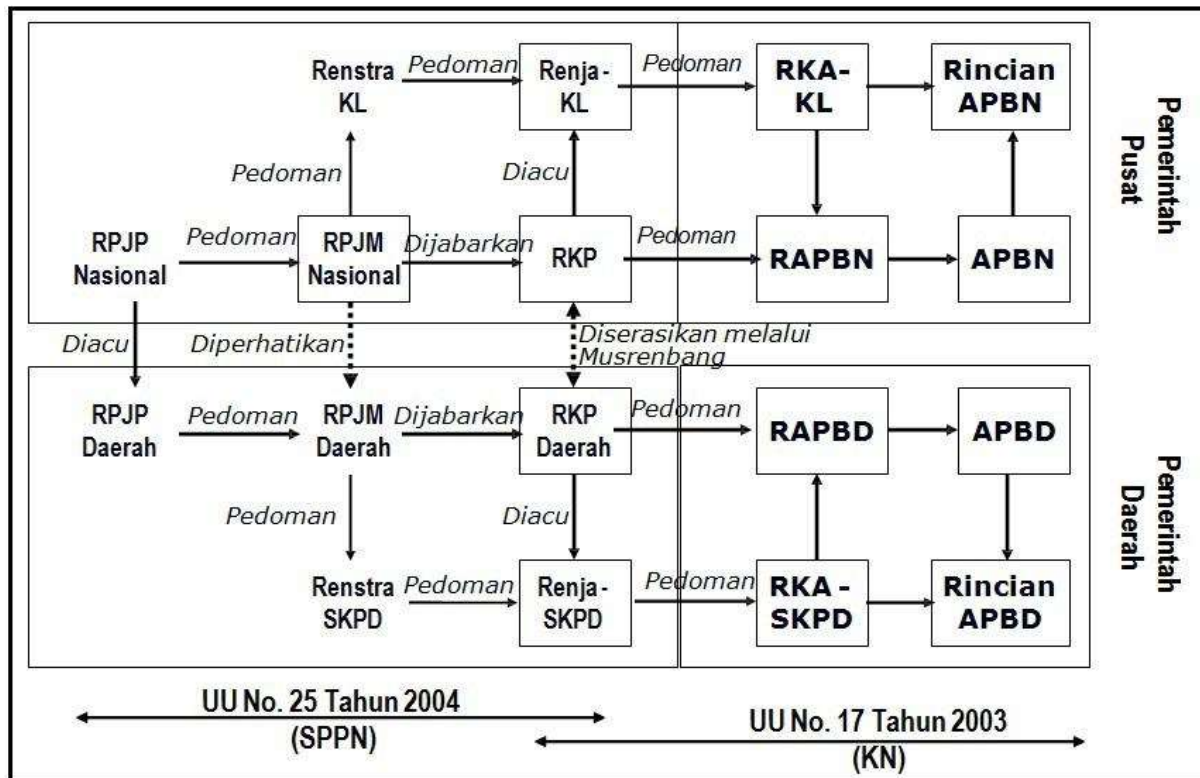 Renstra
KL
Pedoman
Renja -
KL
Pedoman
RKA-
KL
Rincian
APBN
Pemerintah
Pusat
Pedoman
Diacu
RPJP
Nasional
Pedoman
RPJM
Nasional
Dijabarkan
RKP
Pedoman
RAPBN
APBN
Diacu
Diperhatikan
Diserasikan melalui
Musrenbang
RPJP
Daerah
Pedoman
RPJM
Daerah
Dijabarkan
RKP
Daerah
Pedoman
RAPBD
APBD
Pemerintah
Daerah
Pedoman
Diacu
Renstra
SKPD
Pedoman
Renja -
SKPD
Pedoman
RKA -
SKPD
Rincian
APBD
UU No. 25 Tahun 2004
(SPPN)
UU No. 17 Tahun 2003
(KN)